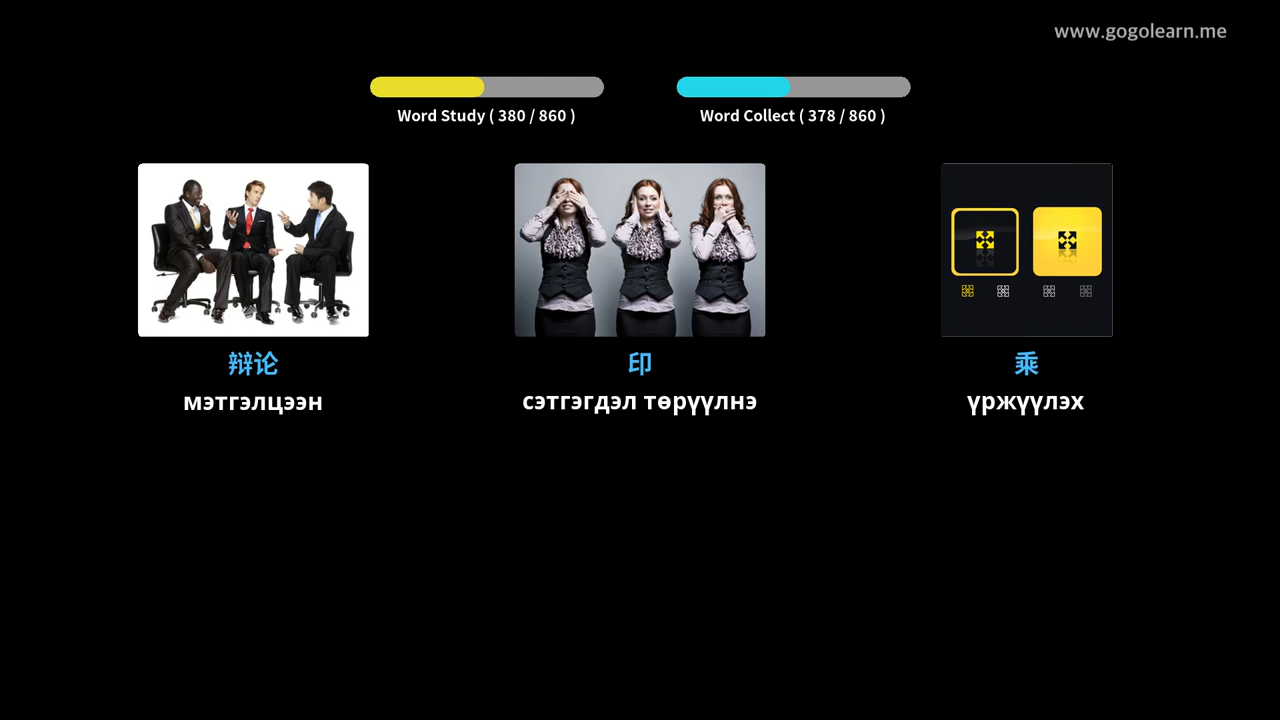 www.gogolearn.me
Word Study ( 380 / 860 )
Word Collect ( 378 / 860 )
辩论
印
乘
мэтгэлцээн
сэтгэгдэл төрүүлнэ
үржүүлэх